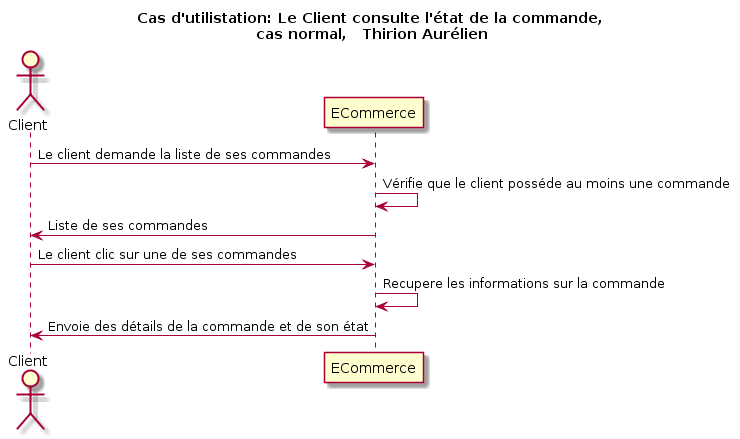 Cas d'utilistation: Le Client consulte l'état de la commande,
cas normal, Thirion Aurélien
Client
ECommerce
Le client demande la liste de ses commandes
Vérifie que le client posséde au moins une commande
Liste de ses commandes
Le client clic sur une de ses commandes
Recupere les informations sur la commande
Envoie des détails de la commande et de son état
Client
ECommerce